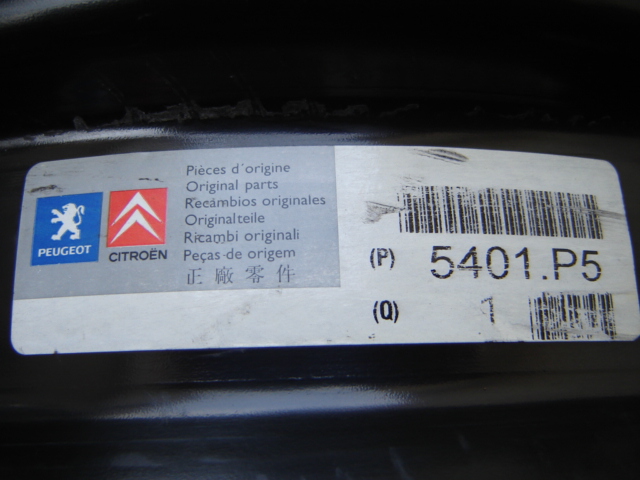 PEUGEOT
CITROËN
Pièces d'origine
Original parts
Recambios originales
Originalteile
Ricambi originali
Peças de origem
正廠零件
(P) 5401.P5
(Q) 1